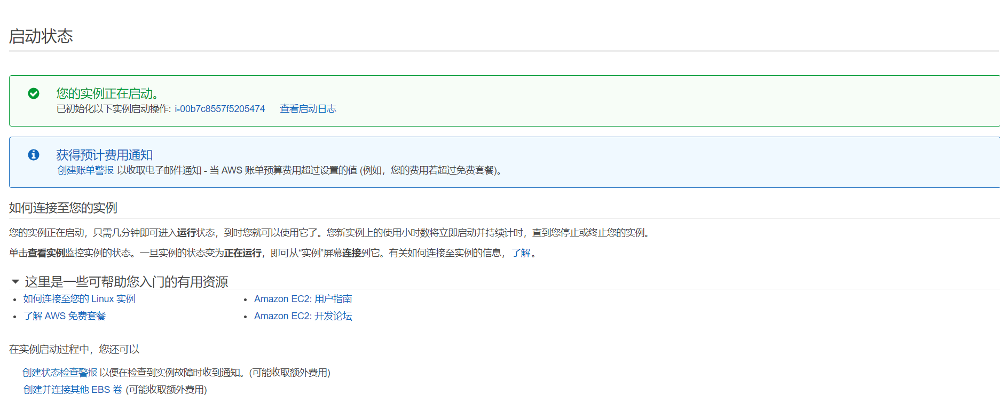 启动状态
您的实例正在启动。
已初始化以下实例启动操作: i-00b7c8557f5205474 查看启动日志
获得预计费用通知
创建账单警报 以收取电子邮件通知 - 当 AWS 账单预算费用超过设置的值 (例如，您的费用若超过免费套餐)。
如何连接至您的实例
您的实例正在启动，只需几分钟即可进入运行状态，到时您就可以使用它了。您新实例上的使用小时数将立即启动并持续计时，直到您停止或终止您的实例。
单击查看实例监控实例的状态。一旦实例的状态变为正在运行，即可从“实例”屏幕连接到它。有关如何连接至实例的信息，了解。
这里是一些可帮助您入门的有用资源
• 如何连接至您的 Linux 实例 • Amazon EC2: 用户指南
• 了解 AWS 免费套餐 • Amazon EC2: 开发论坛
在实例启动过程中，您还可以
创建状态检查警报 以便在检查到实例故障时收到通知。(可能收取额外费用)
创建并连接其他 EBS 卷 (可能收取额外费用)